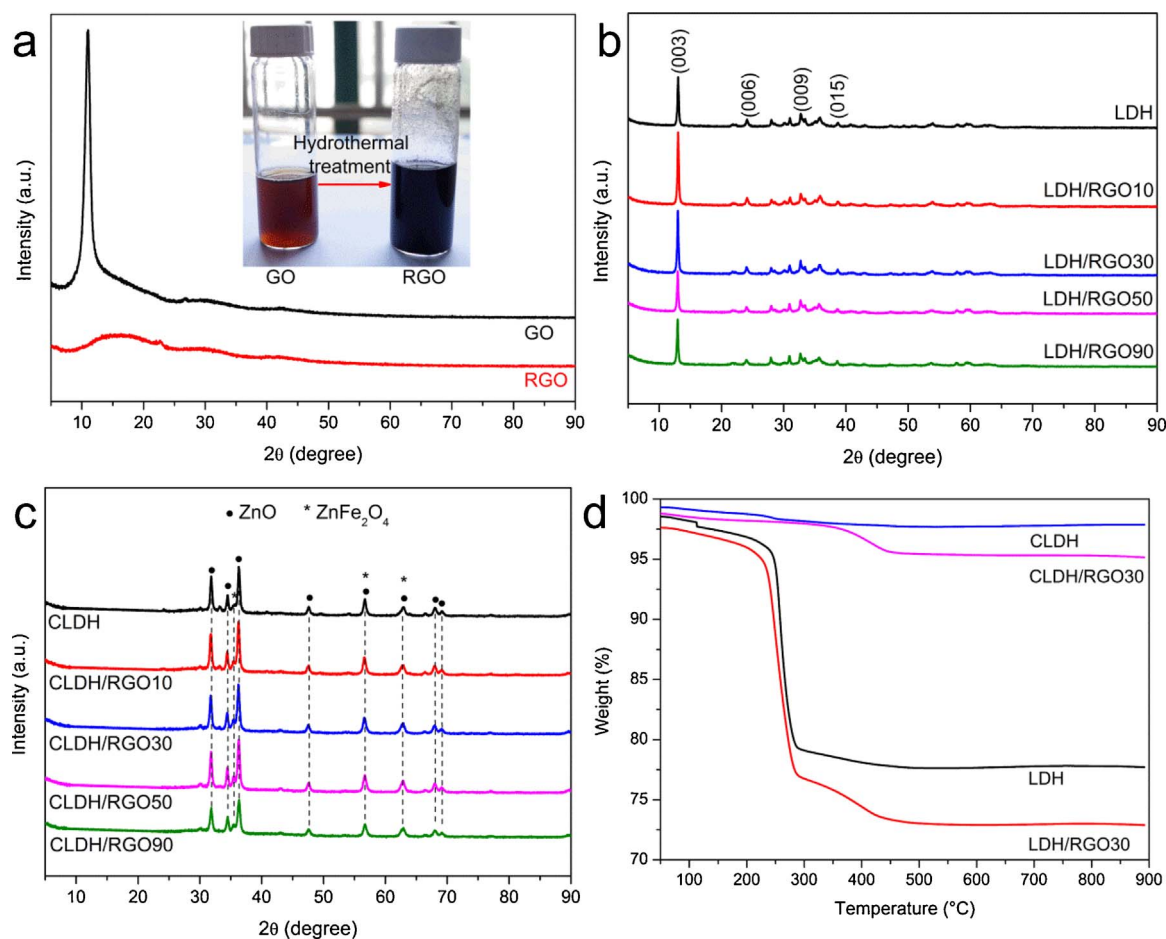 a
Intensity (a.u.)
Hydrothermal
treatment
GO
RGO
GO
RGO
10 20 30 40 50 60 70 80 90
2θ (degree)
b
Intensity (a.u.)
(003)
(006)
(009)
(015)
LDH
LDH/RGO10
LDH/RGO30
LDH/RGO50
LDH/RGO90
10 20 30 40 50 60 70 80 90
2θ (degree)
c
Intensity (a.u.)
• ZnO * ZnFe₂O₄
CLDH
CLDH/RGO10
CLDH/RGO30
CLDH/RGO50
CLDH/RGO90
10 20 30 40 50 60 70 80 90
2θ (degree)
d
Weight (%)
100
95
90
85
80
75
70
CLDH
CLDH/RGO30
LDH
LDH/RGO30
100 200 300 400 500 600 700 800 900
Temperature (°C)